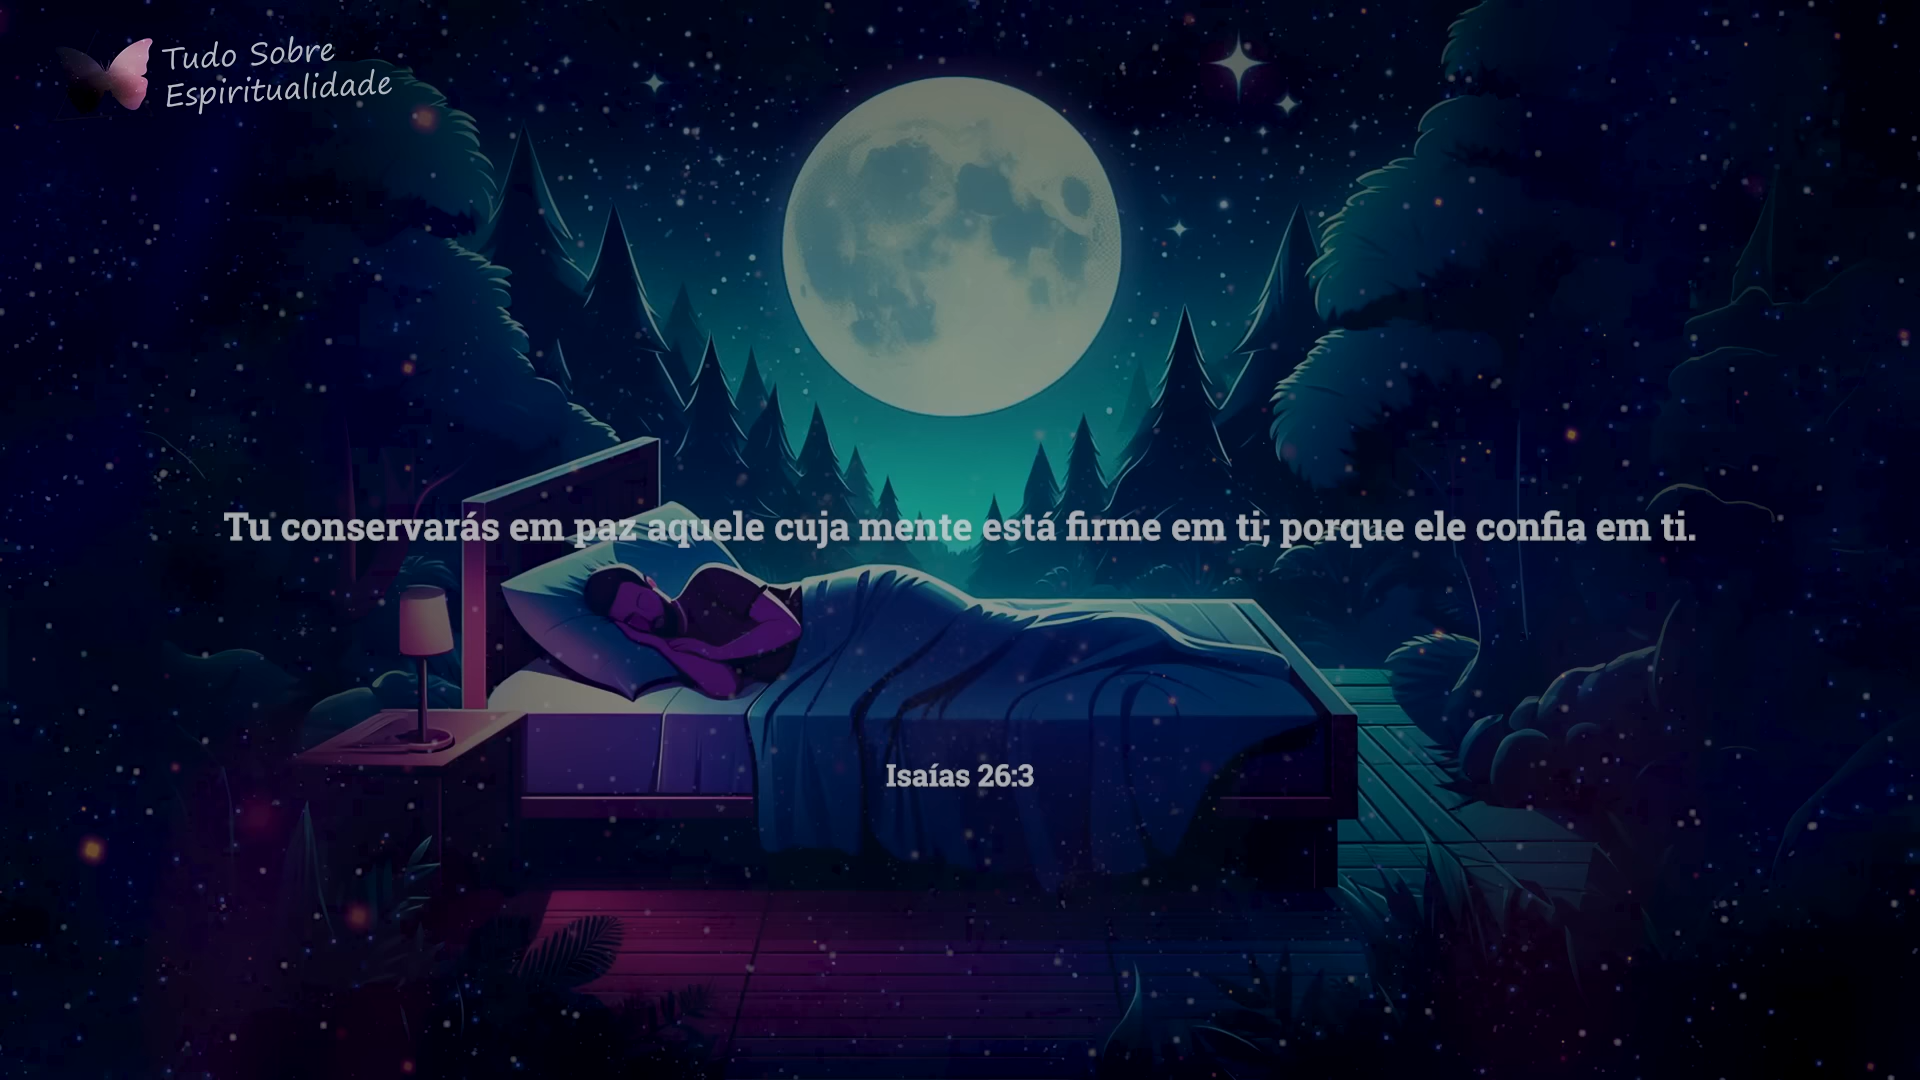 Tudo Sobre
Espiritualidade
Tu conservarás em paz aquele cuja mente está firme em ti; porque ele confia em ti.
Isaías 26:3